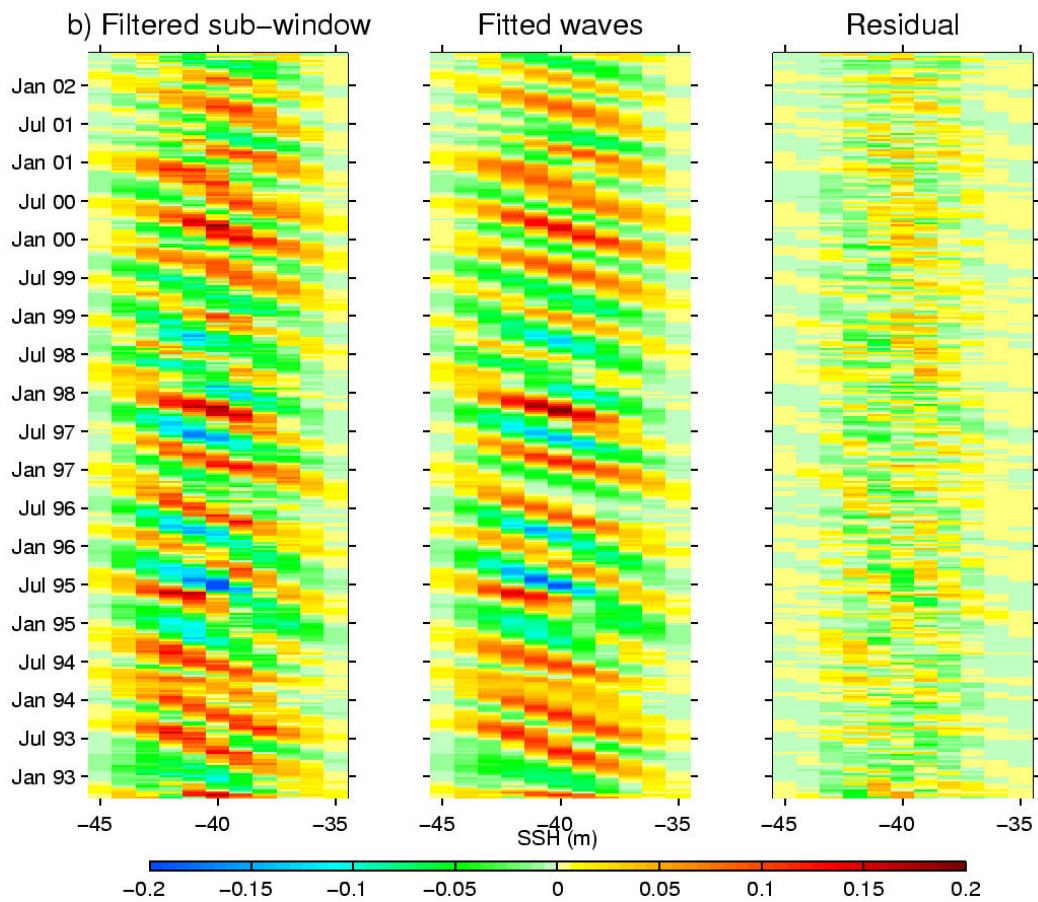 b) Filtered sub-window
Fitted waves
Residual
Jan 02
Jul 01
Jan 01
Jul 00
Jan 00
Jul 99
Jan 99
Jul 98
Jan 98
Jul 97
Jan 97
Jul 96
Jan 96
Jul 95
Jan 95
Jul 94
Jan 94
Jul 93
Jan 93
-45 -40 -35 -45 -40 -35 -45 -40 -35
SSH (m)
-0.2 -0.15 -0.1 -0.05 0 0.05 0.1 0.15 0.2